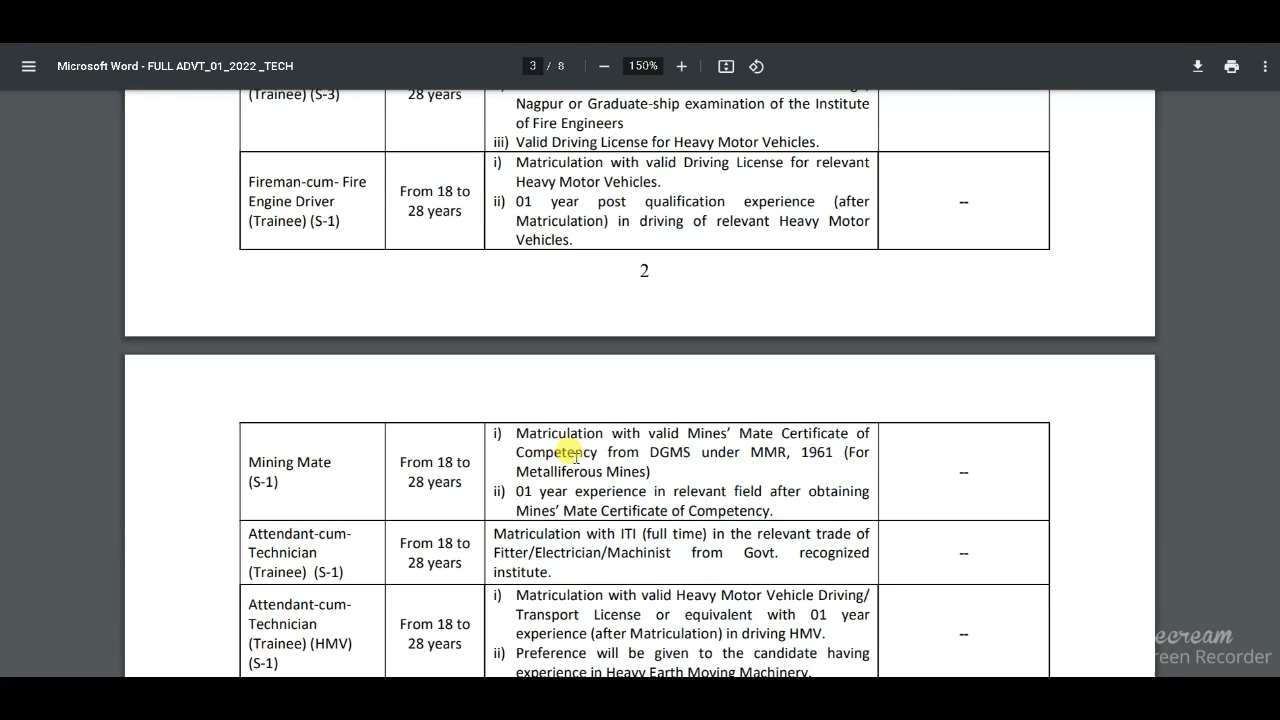 Microsoft Word - FULL ADVT_01_2022 _TECH
3 / 8
150%
(Trainee) (S-3)
28 years
Nagpur or Graduate-ship examination of the Institute
of Fire Engineers
iii) Valid Driving License for Heavy Motor Vehicles.
Fireman-cum- Fire
Engine Driver
(Trainee) (S-1)
From 18 to
28 years
i) Matriculation with valid Driving License for relevant
Heavy Motor Vehicles.
ii) 01 year post qualification experience (after
Matriculation) in driving of relevant Heavy Motor
Vehicles.
--
2
Mining Mate
(S-1)
From 18 to
28 years
i) Matriculation with valid Mines’ Mate Certificate of
Competency from DGMS under MMR, 1961 (For
Metalliferous Mines)
ii) 01 year experience in relevant field after obtaining
Mines’ Mate Certificate of Competency.
--
Attendant-cum-
Technician
(Trainee) (S-1)
From 18 to
28 years
Matriculation with ITI (full time) in the relevant trade of
Fitter/Electrician/Machinist from Govt. recognized
institute.
--
Attendant-cum-
Technician
(Trainee) (HMV)
(S-1)
From 18 to
28 years
i) Matriculation with valid Heavy Motor Vehicle Driving/
Transport License or equivalent with 01 year
experience (after Matriculation) in driving HMV.
ii) Preference will be given to the candidate having
experience in Heavy Earth Moving Machinery.
--
ecream
reen Recorder